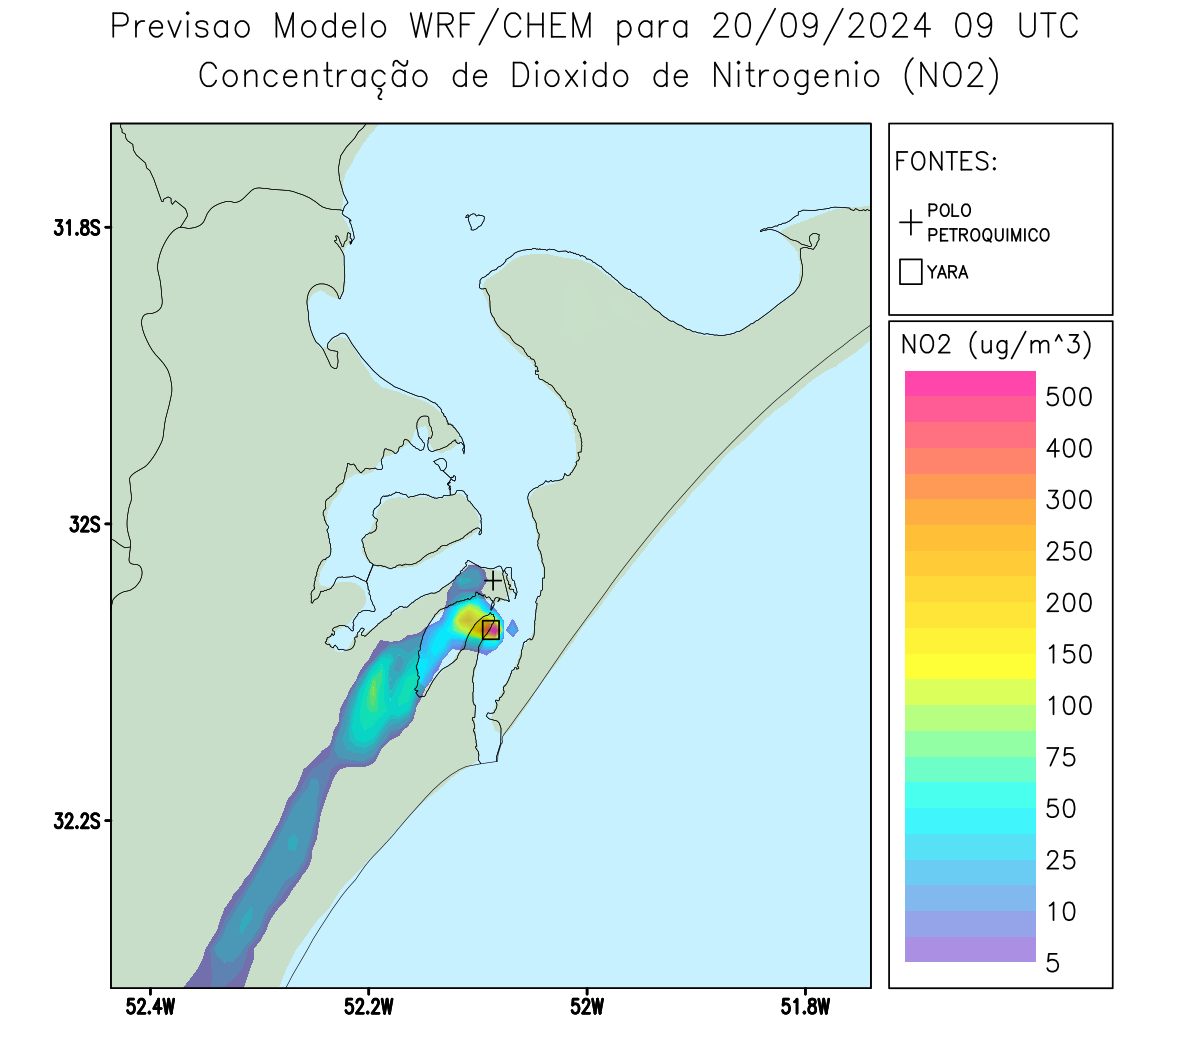 Previsao Modelo WRF/CHEM para 20/09/2024 09 UTC
Concentração de Dioxido de Nitrogenio (NO2)
FONTES:
POLO
PETROQUIMICO
YARA
NO2 (ug/m^3)
500
400
300
250
200
150
100
75
50
25
10
5
31.8S
32S
32.2S
52.4W
52.2W
52W
51.8W